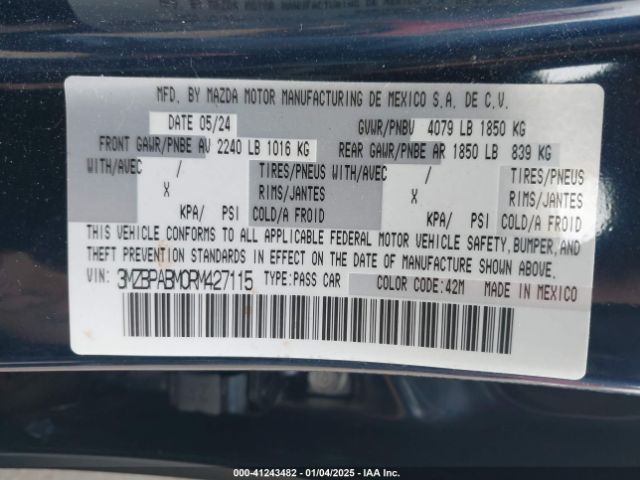 MFD. BY MAZDA MOTOR MANUFACTURING DE MEXICO S.A. DE C.V.
DATE 05/24 GVWR/PNBV 4079 LB 1850 KG
FRONT GAWR/PNBE AV 2240 LB 1016 KG REAR GAWR/PNBE AR 1850 LB 839 KG
WITH/AVEC / TIRES/PNEUS WITH/AVEC / TIRES/PNEUS
X RIMS/JANTES X RIMS/JANTES
KPA/ PSI COLD/A FROID KPA/ PSI COLD/A FROID
THIS VEHICLE CONFORMS TO ALL APPLICABLE FEDERAL MOTOR VEHICLE SAFETY, BUMPER, AND
THEFT PREVENTION STANDARDS IN EFFECT ON THE DATE OF MANUFACTURE SHOWN ABOVE.
VIN: 3MZBPABM0RM427115 TYPE:PASS CAR COLOR CODE:42M MADE IN MEXICO
© COPART - 41243482 - 01/04/2025 - IAA Inc.